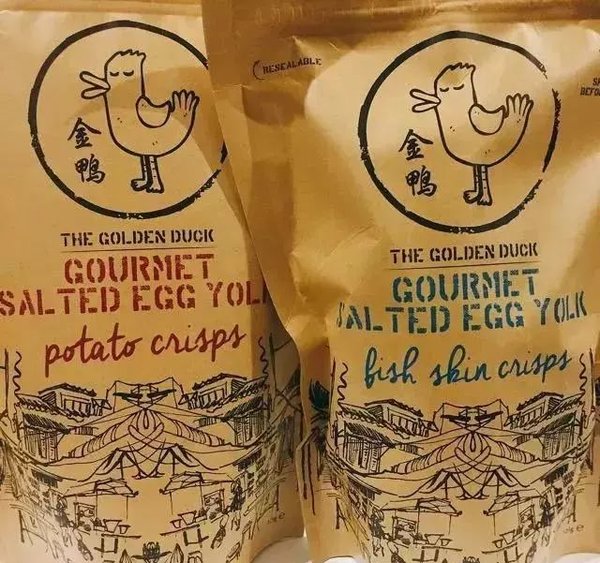 金
鴨
THE GOLDEN DUCK
GOURMET
SALTED EGG YOL
potato crisps
RESEALABLE
金
鴨
THE GOLDEN DUCK
GOURMET
SALTED EGG YOLK
fish skin crisps